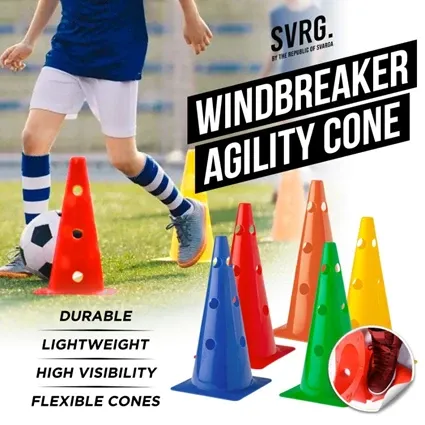 SVRG.
BY THE REPUBLIC OF SVARGA
WINDBREAKER
AGILITY CONE
DURABLE
LIGHTWEIGHT
HIGH VISIBILITY
FLEXIBLE CONES